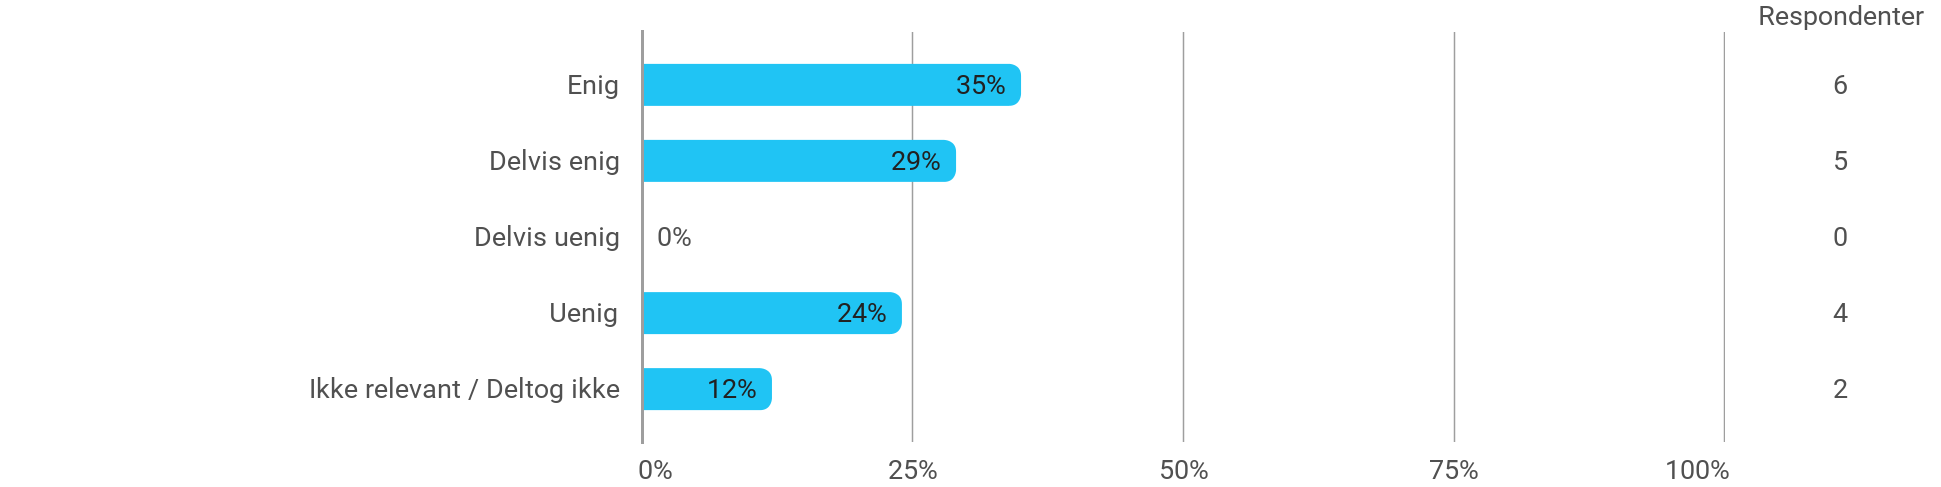 Respondenter
Enig 35% 6
Delvis enig 29% 5
Delvis uenig 0% 0
Uenig 24% 4
Ikke relevant / Deltog ikke 12% 2
0% 25% 50% 75% 100%